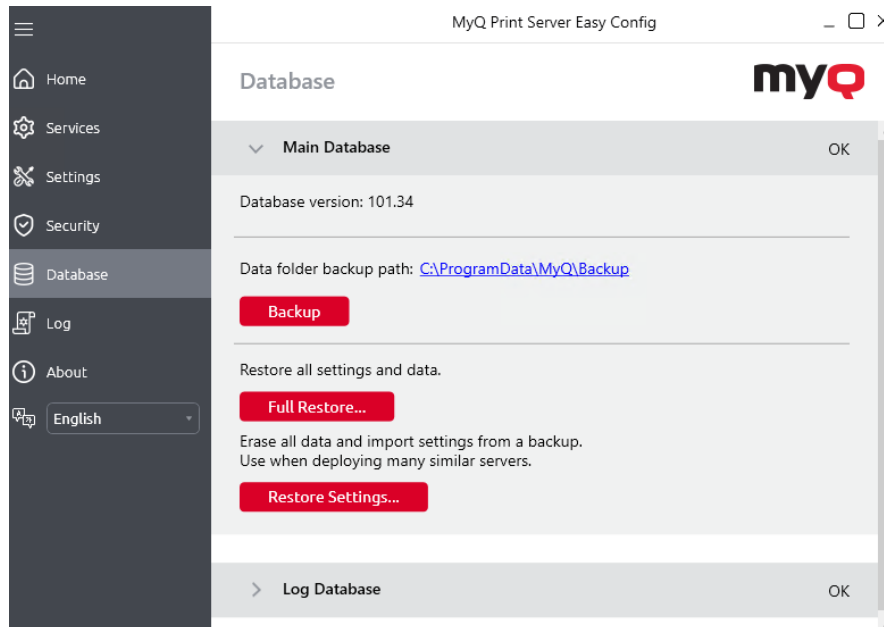 MyQ Print Server Easy Config
Home
Services
Settings
Security
Database
Log
About
English
Database
myQ
Main Database
OK
Database version: 101.34
Data folder backup path: C:\ProgramData\MyQ\Backup
Backup
Restore all settings and data.
Full Restore...
Erase all data and import settings from a backup.
Use when deploying many similar servers.
Restore Settings...
Log Database
OK